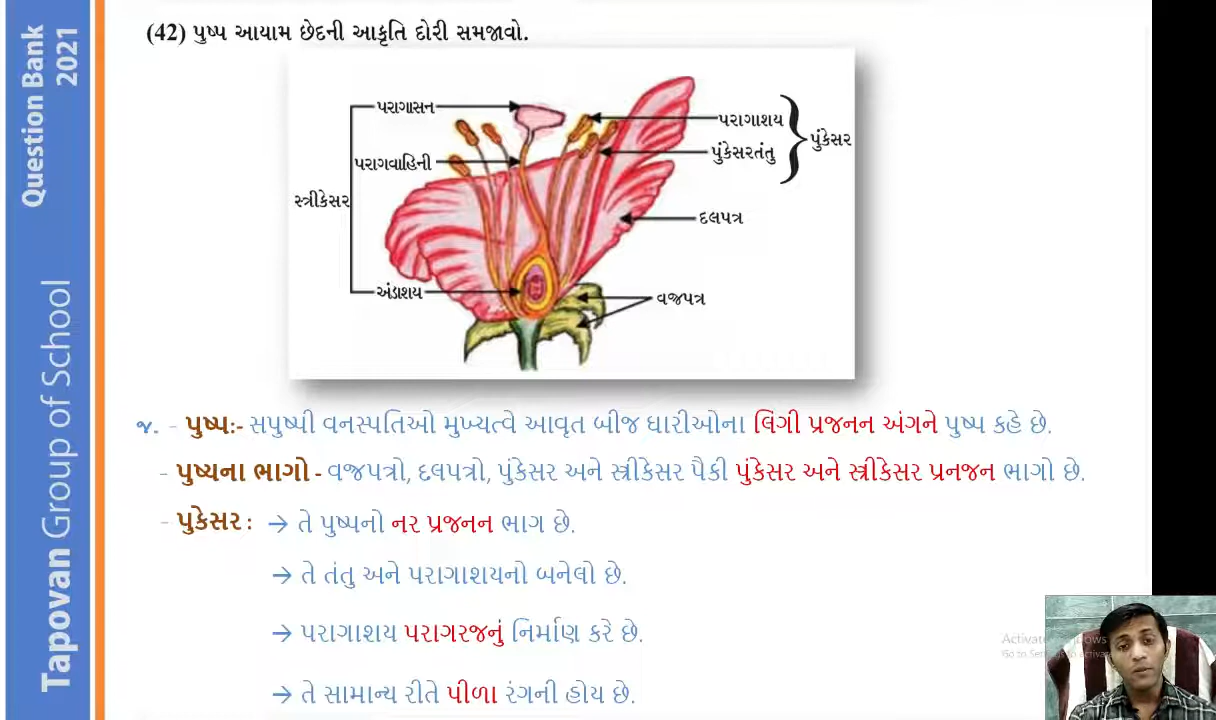 Question Bank
2021
Tapovan Group of School
(42) પુષ્પ આયામ છેદની આકૃતિ દોરી સમજાવો.
પરાગાસન
પરાગવાહિની
સ્ત્રીકેસર
અંડાશય
પરાગાશય
પુંકેસરતંતુ
પુંકેસર
દલપત્ર
વજપત્ર
જ. - પુષ્પ:- સપુષ્પી વનસ્પતિઓ મુખ્યત્વે આવૃત બીજ ધારીઓના લિંગી પ્રજનન અંગને પુષ્પ કહે છે.
- પુષ્પના ભાગો - વજ્રપત્રો, દલપત્રો, પુંકેસર અને સ્ત્રીકેસર પૈકી પુંકેસર અને સ્ત્રીકેસર પ્રનજન ભાગો છે.
- પુકેસર : → તે પુષ્પનો નર પ્રજનન ભાગ છે.
→ તે તંતુ અને પરાગાશયનો બનેલો છે.
→ પરાગાશય પરાગરજનું નિર્માણ કરે છે.
→ તે સામાન્ય રીતે પીળા રંગની હોય છે.